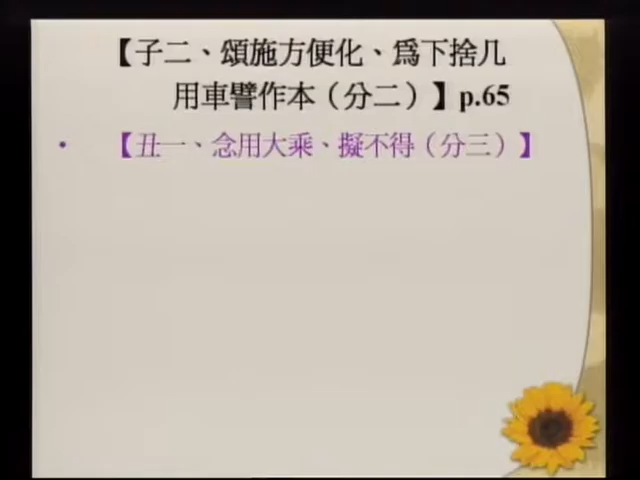 【子二、頌施方便化、爲下捨几
用車譬作本（分二）】p.65
• 【丑一、念用大乘、擬不得（分三）】